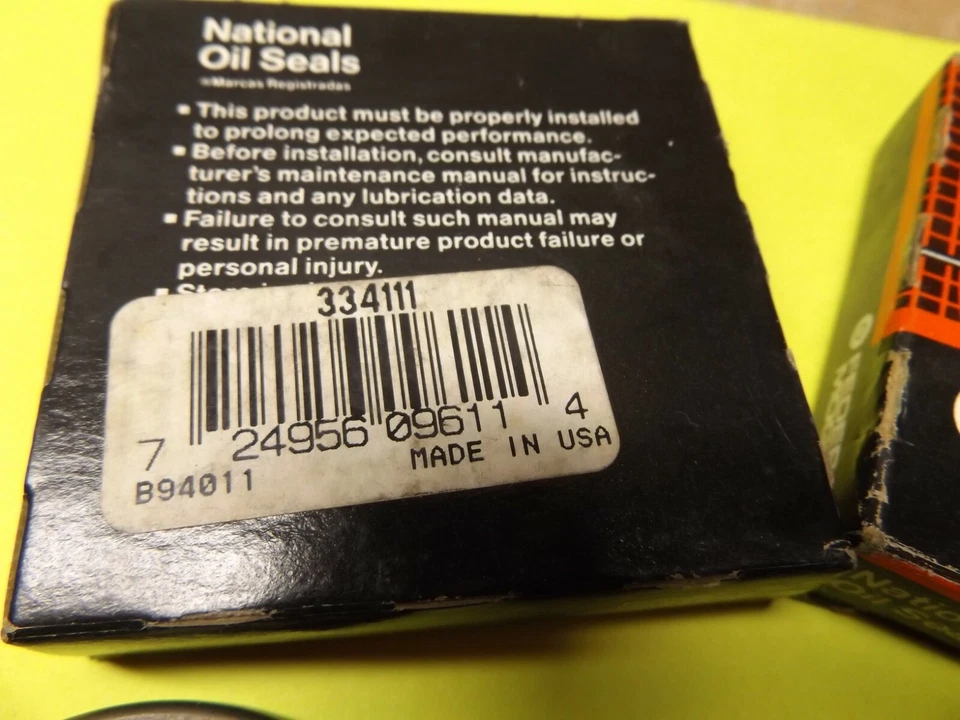 National
Oil Seals
Marcas Registradas
▪ This product must be properly installed
to prolong expected performance.
▪ Before installation, consult manufac-
turer's maintenance manual for instruc-
tions and any lubrication data.
▪ Failure to consult such manual may
result in premature product failure or
personal injury.
334111
7 24956 09611 4
MADE IN USA
B94011
Oil